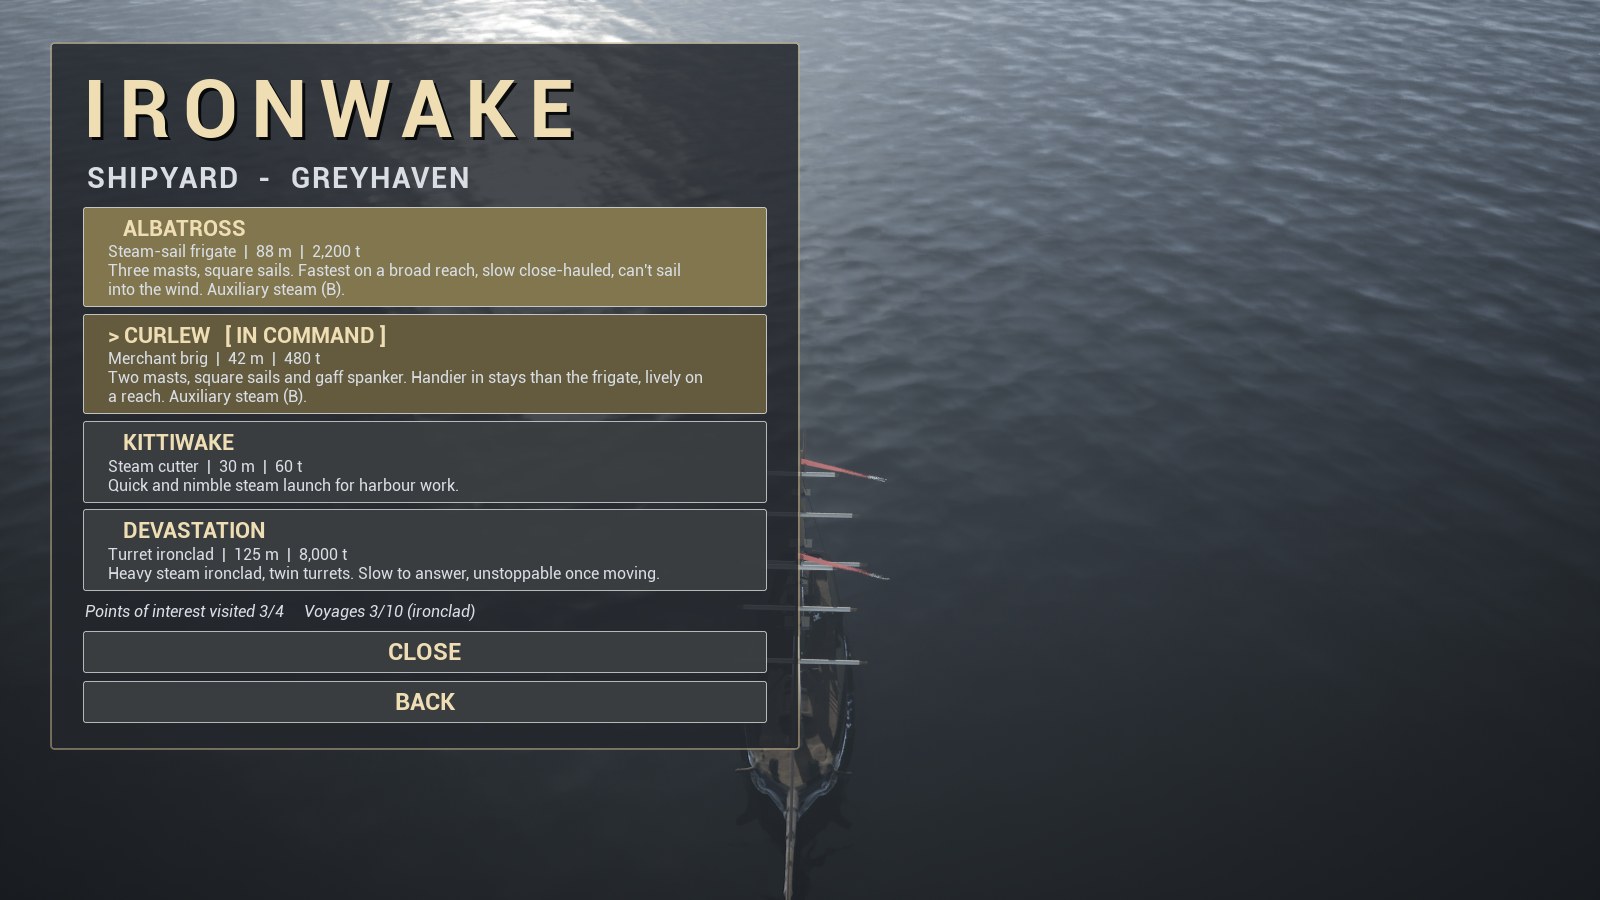 IRONWAKE
SHIPYARD - GREYHAVEN
ALBATROSS
Steam-sail frigate | 88 m | 2,200 t
Three masts, square sails. Fastest on a broad reach, slow close-hauled, can't sail
into the wind. Auxiliary steam (B).
> CURLEW [ IN COMMAND ]
Merchant brig | 42 m | 480 t
Two masts, square sails and gaff spanker. Handier in stays than the frigate, lively on
a reach. Auxiliary steam (B).
KITTIWAKE
Steam cutter | 30 m | 60 t
Quick and nimble steam launch for harbour work.
DEVASTATION
Turret ironclad | 125 m | 8,000 t
Heavy steam ironclad, twin turrets. Slow to answer, unstoppable once moving.
Points of interest visited 3/4 Voyages 3/10 (ironclad)
CLOSE
BACK